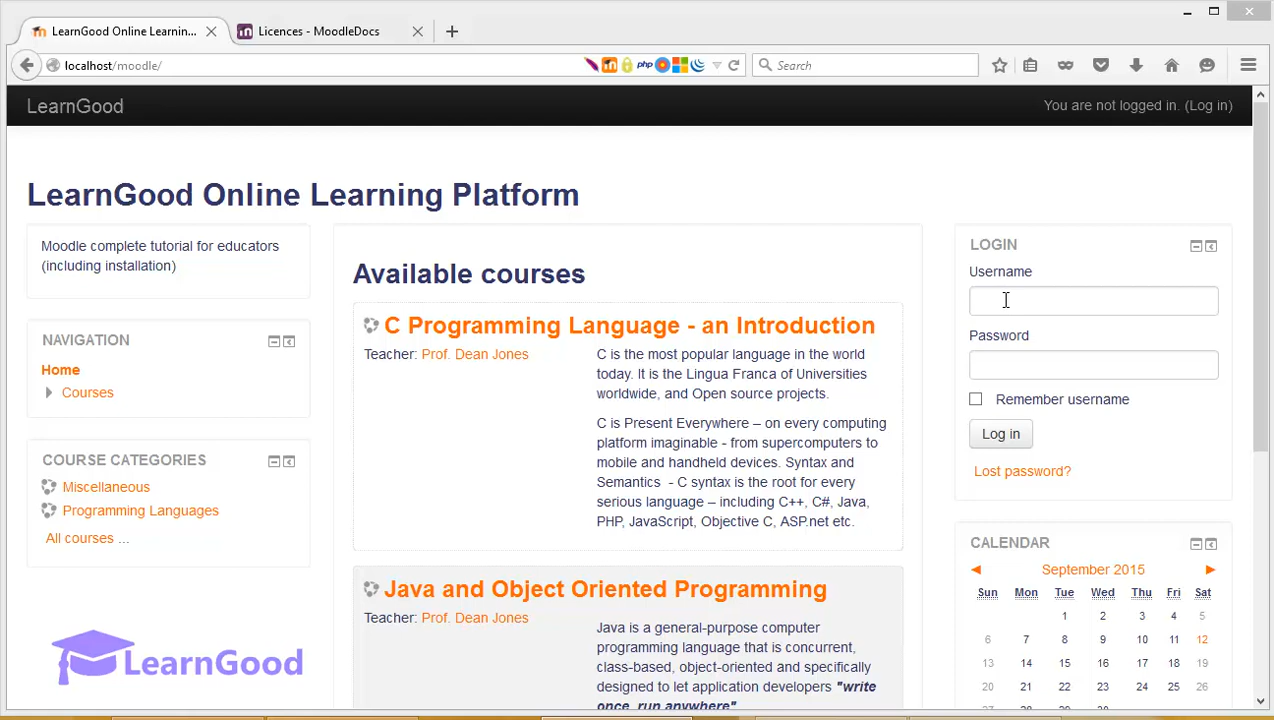 LearnGood Online Learnin...
Licences - MoodleDocs
localhost/moodle/
php
Search
LearnGood
You are not logged in. (Log in)
LearnGood Online Learning Platform
Moodle complete tutorial for educators
(including installation)
NAVIGATION
Home
Courses
COURSE CATEGORIES
Miscellaneous
Programming Languages
All courses ...
LearnGood
Available courses
C Programming Language - an Introduction
Teacher: Prof. Dean Jones
C is the most popular language in the world
today. It is the Lingua Franca of Universities
worldwide, and Open source projects.
C is Present Everywhere – on every computing
platform imaginable - from supercomputers to
mobile and handheld devices. Syntax and
Semantics - C syntax is the root for every
serious language – including C++, C#, Java,
PHP, JavaScript, Objective C, ASP.net etc.
Java and Object Oriented Programming
Teacher: Prof. Dean Jones
Java is a general-purpose computer
programming language that is concurrent,
class-based, object-oriented and specifically
designed to let application developers "write
once, run anywhere"
LOGIN
Username
Password
Remember username
Log in
Lost password?
CALENDAR
September 2015
Sun Mon Tue Wed Thu Fri Sat
1 2 3 4 5
6 7 8 9 10 11 12
13 14 15 16 17 18 19
20 21 22 23 24 25 26
27 28 29 30